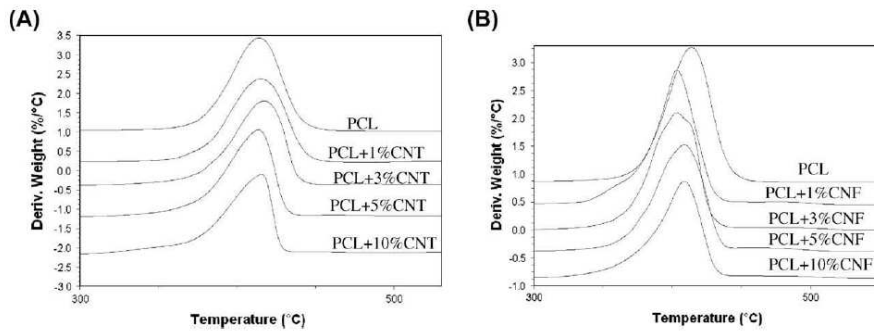 (A)
Deriv. Weight (%/°C)
3.5
3.0
2.5
2.0
1.5
1.0
0.5
0.0
-0.5
-1.0
-1.5
-2.0
-2.5
-3.0
PCL
PCL+1%CNT
PCL+3%CNT
PCL+5%CNT
PCL+10%CNT
300
500
Temperature (°C)
(B)
Deriv. Weight (%/°C)
3.0
2.5
2.0
1.5
1.0
0.5
0.0
-0.5
-1.0
PCL
PCL+1%CNF
PCL+3%CNF
PCL+5%CNF
PCL+10%CNF
300
500
Temperature (°C)